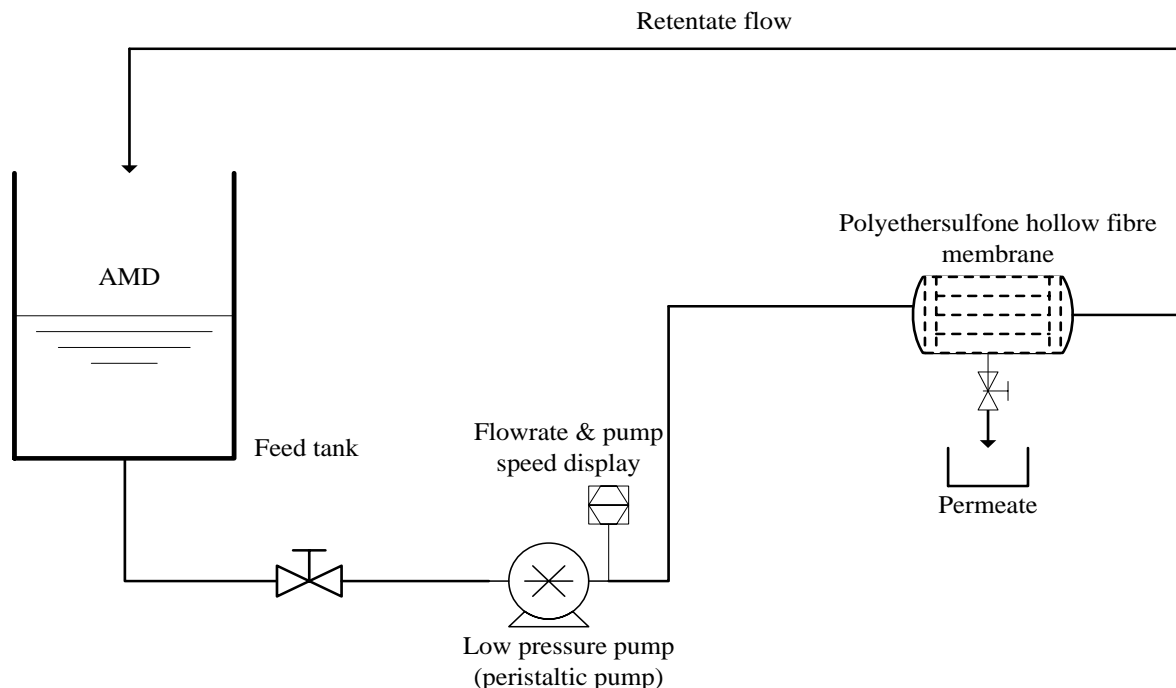 Retentate flow
Polyethersulfone hollow fibre
membrane
AMD
Flowrate & pump
speed display
Feed tank
Permeate
Low pressure pump
(peristaltic pump)